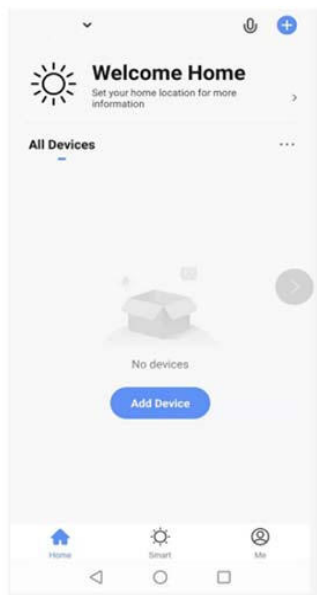 Welcome Home
Set your home location for more
information
All Devices
No devices
Add Device
Home
Smart
Me